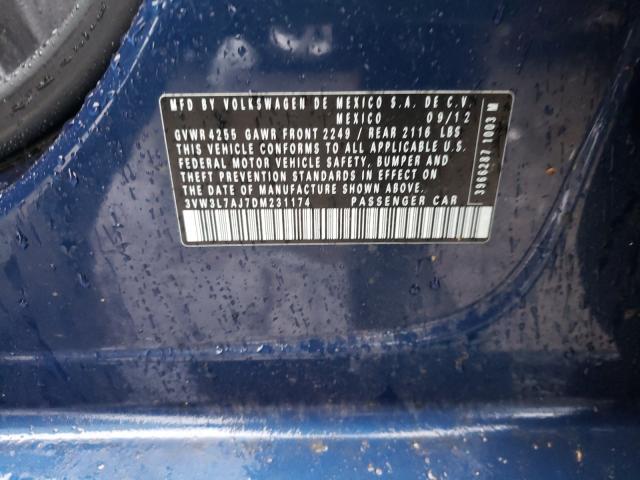 MFD BY VOLKSWAGEN DE MEXICO S.A. DE C.V.
MEXICO 09/12
GVWR 4255 GAWR FRONT 2249 / REAR 2116 LBS
THIS VEHICLE CONFORMS TO ALL APPLICABLE U.S.
FEDERAL MOTOR VEHICLE SAFETY, BUMPER AND
THEFT PREVENTION STANDARDS IN EFFECT ON
THE DATE OF MANUFACTURE SHOWN ABOVE.
3VW3L7AJ7DM231174 PASSENGER CAR
3966287 1003 M